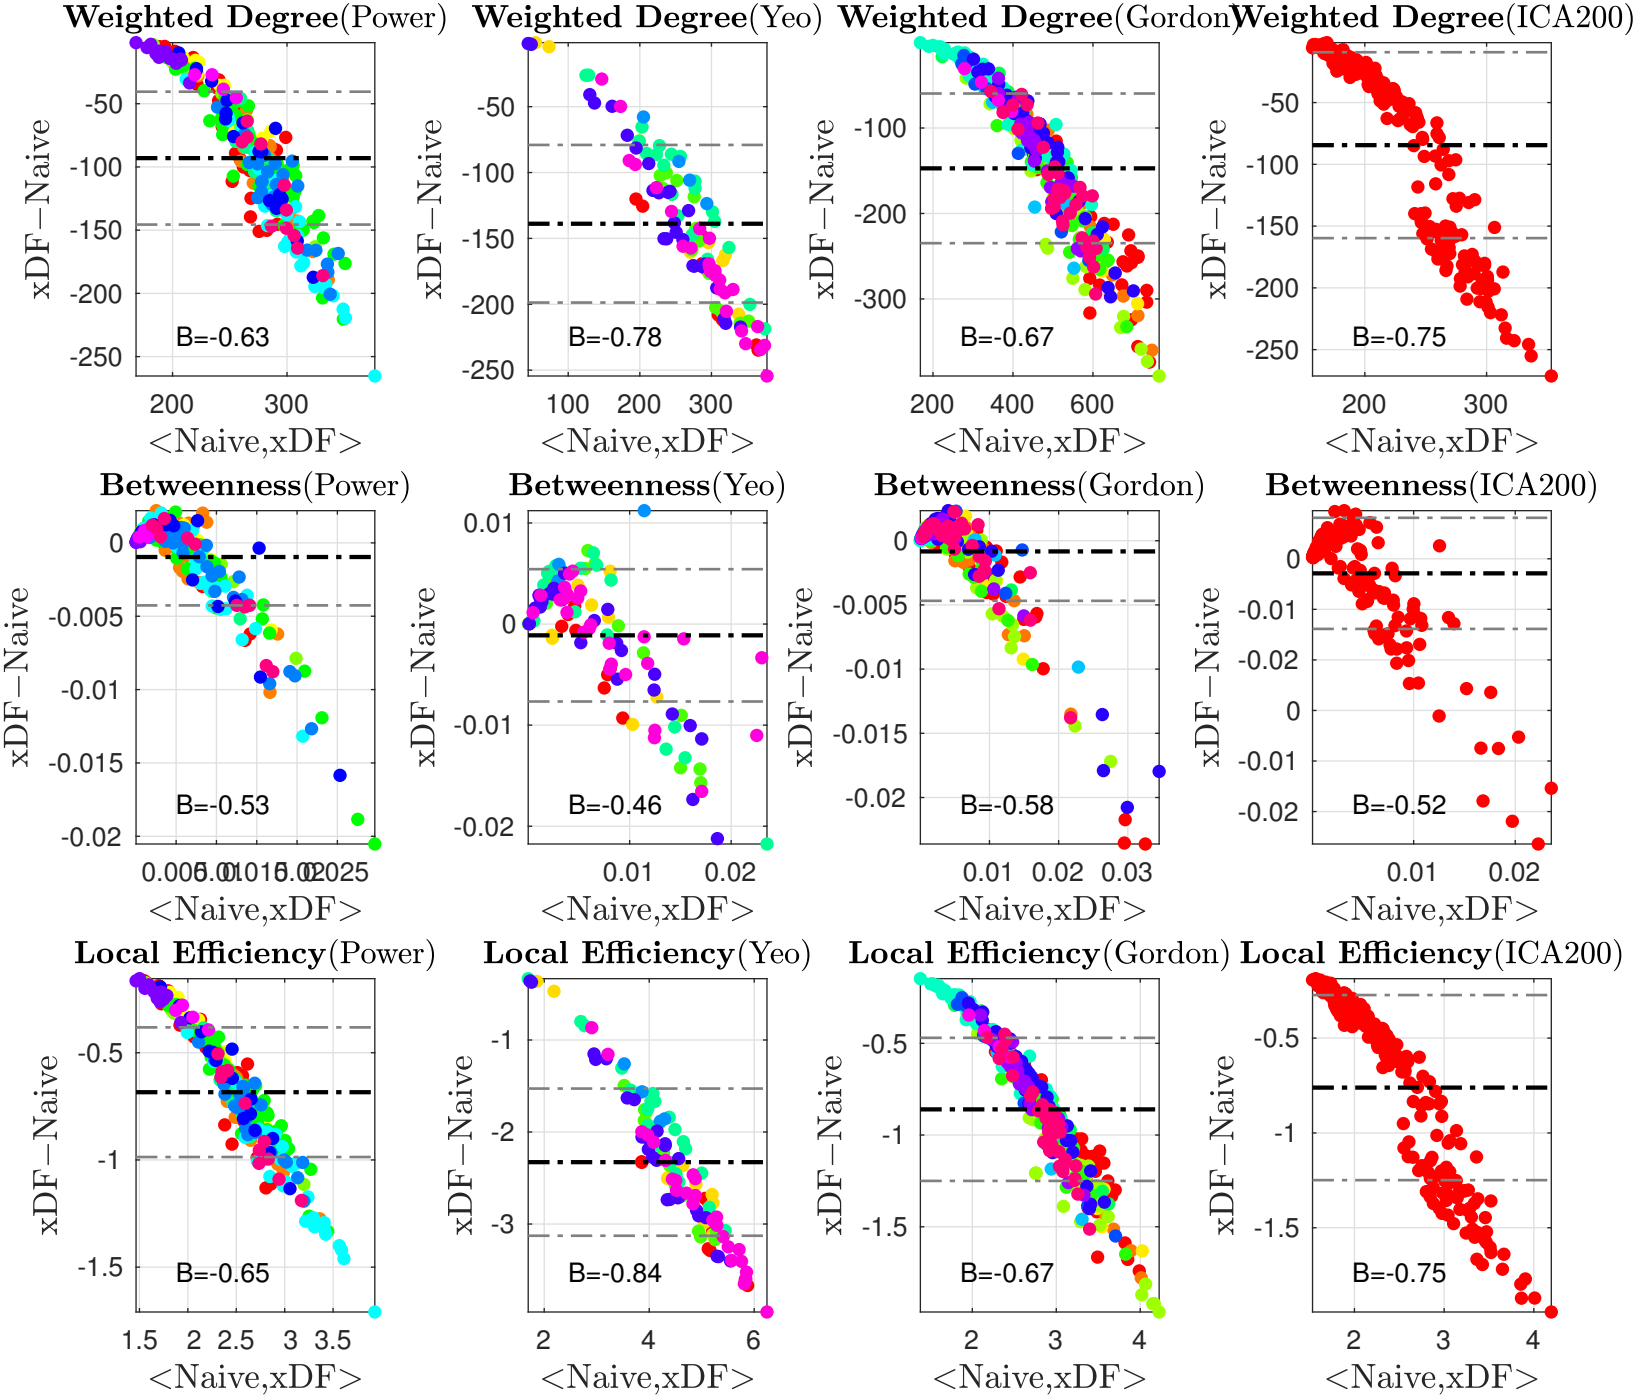 Weighted Degree(Power)
Weighted Degree(Yeo)
Weighted Degree(Gordon)
Weighted Degree(ICA200)
xDF−Naive
-50
-100
-150
-200
-250
B=-0.63
200 300
<Naive,xDF>
xDF−Naive
-50
-100
-150
-200
-250
B=-0.78
100 200 300
<Naive,xDF>
xDF−Naive
-100
-200
-300
B=-0.67
200 400 600
<Naive,xDF>
xDF−Naive
-50
-100
-150
-200
-250
B=-0.75
200 300
<Naive,xDF>
Betweenness(Power)
Betweenness(Yeo)
Betweenness(Gordon)
Betweenness(ICA200)
xDF−Naive
0
-0.005
-0.01
-0.015
-0.02
B=-0.53
0.005 0.01 0.015 0.02 0.025
<Naive,xDF>
xDF−Naive
0.01
0
-0.01
-0.02
B=-0.46
0.01 0.02
<Naive,xDF>
xDF−Naive
0
-0.005
-0.01
-0.015
-0.02
B=-0.58
0.01 0.02 0.03
<Naive,xDF>
xDF−Naive
0
-0.01
-0.02
0
-0.01
-0.02
B=-0.52
0.01 0.02
<Naive,xDF>
Local Efficiency(Power)
Local Efficiency(Yeo)
Local Efficiency(Gordon)
Local Efficiency(ICA200)
xDF−Naive
-0.5
-1
-1.5
B=-0.65
1.5 2 2.5 3 3.5
<Naive,xDF>
xDF−Naive
-1
-2
-3
B=-0.84
2 4 6
<Naive,xDF>
xDF−Naive
-0.5
-1
-1.5
B=-0.67
2 3 4
<Naive,xDF>
xDF−Naive
-0.5
-1
-1.5
B=-0.75
2 3 4
<Naive,xDF>